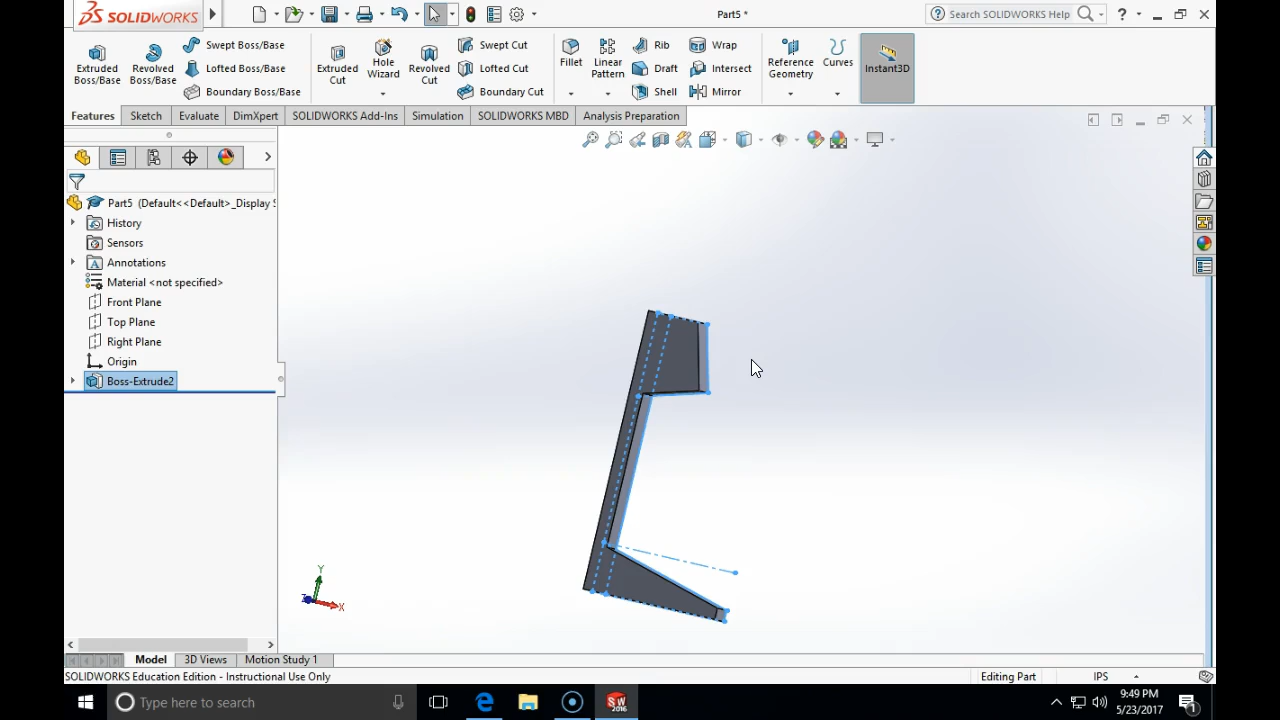 SOLIDWORKS
Part5 *
Search SOLIDWORKS Help
Extruded Boss/Base
Revolved Boss/Base
Swept Boss/Base
Lofted Boss/Base
Boundary Boss/Base
Extruded Cut
Hole Wizard
Revolved Cut
Swept Cut
Lofted Cut
Boundary Cut
Fillet
Linear Pattern
Rib
Draft
Shell
Wrap
Intersect
Mirror
Reference Geometry
Curves
Instant3D
Features
Sketch
Evaluate
DimXpert
SOLIDWORKS Add-Ins
Simulation
SOLIDWORKS MBD
Analysis Preparation
Part5 (Default<<Default>_Display S
History
Sensors
Annotations
Material <not specified>
Front Plane
Top Plane
Right Plane
Origin
Boss-Extrude2
Y
Z
X
Model
3D Views
Motion Study 1
SOLIDWORKS Education Edition - Instructional Use Only
Editing Part
IPS
Type here to search
SW
2016
9:49 PM
5/23/2017
1